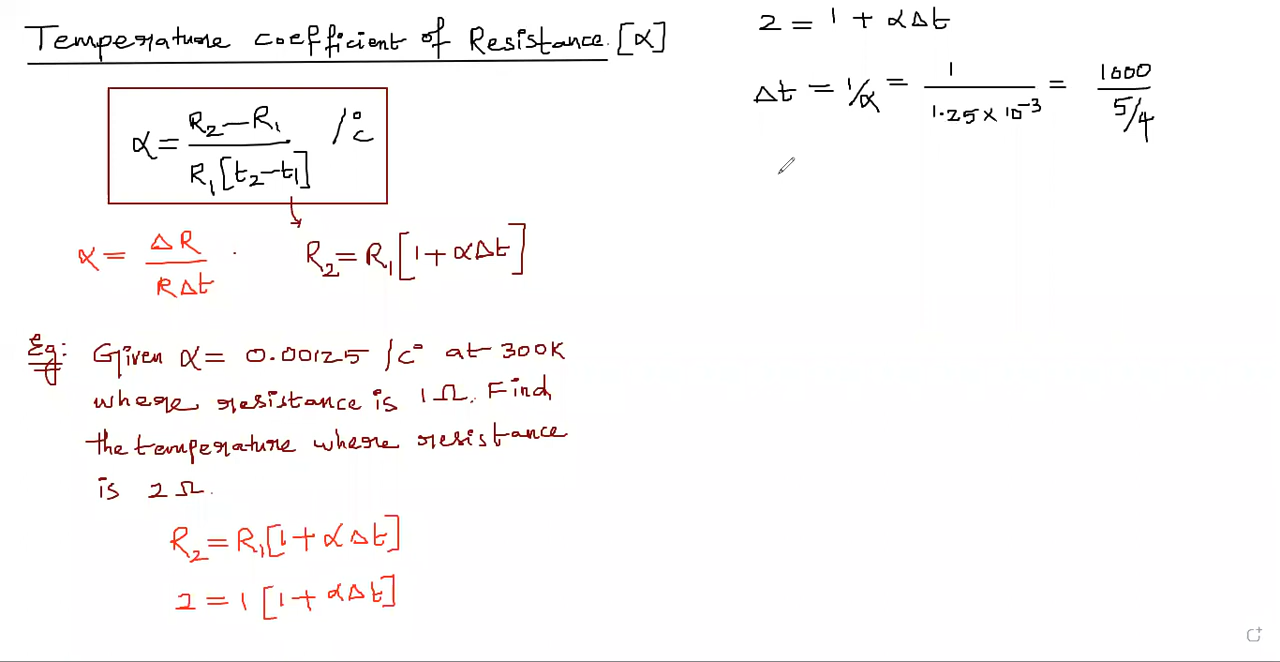 Temperature coefficient of Resistance [α]
α = R₂–R₁ / R₁[t₂–t₁] /°c
α = ΔR / RΔt . R₂ = R₁[1 + αΔt]
Eg: Given α = 0.00125 /c° at 300K
where resistance is 1Ω. Find
the temperature where resistance
is 2Ω.
R₂ = R₁[1 + αΔt]
2 = 1[1 + αΔt]
2 = 1 + αΔt
Δt = 1/α = 1 / 1.25 × 10⁻³ = 1000 / 5/4